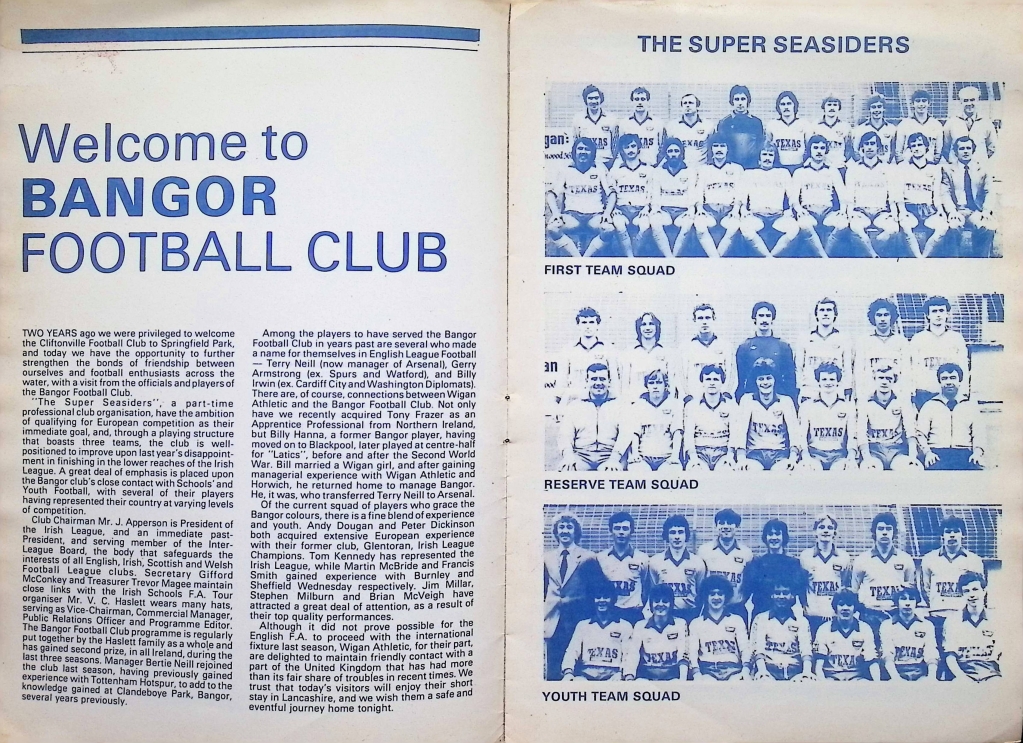 Welcome to
BANGOR
FOOTBALL CLUB
TWO YEARS ago we were privileged to welcome
the Cliftonville Football Club to Springfield Park,
and today we have the opportunity to further
strengthen the bonds of friendship between
ourselves and football enthusiasts across the
water, with a visit from the officials and players of
the Bangor Football Club.
"The Super Seasiders", a part-time
professional club organisation, have the ambition
of qualifying for European competition as their
immediate goal, and, through a playing structure
that boasts three teams, the club is well-
positioned to improve upon last year's disappoint-
ment in finishing in the lower reaches of the Irish
League. A great deal of emphasis is placed upon
the Bangor club's close contact with Schools' and
Youth Football, with several of their players
having represented their country at varying levels
of competition.
Club Chairman Mr. J. Apperson is President of
the Irish League, and an immediate past-
President, and serving member of the Inter-
League Board, the body that safeguards the
interests of all English, Irish, Scottish and Welsh
Football League clubs. Secretary Gifford
McConkey and Treasurer Trevor Magee maintain
close links with the Irish Schools F.A. Tour
organiser Mr. V. C. Haslett wears many hats,
serving as Vice-Chairman, Commercial Manager,
Public Relations Officer and Programme Editor.
The Bangor Football Club programme is regularly
put together by the Haslett family as a whole and
has gained second prize, in all Ireland, during the
last three seasons. Manager Bertie Neill rejoined
the club last season, having previously gained
experience with Tottenham Hotspur, to add to the
knowledge gained at Clandeboye Park, Bangor,
several years previously.
Among the players to have served the Bangor
Football Club in years past are several who made
a name for themselves in English League Football
— Terry Neill (now manager of Arsenal), Gerry
Armstrong (ex. Spurs and Watford), and Billy
Irwin (ex. Cardiff City and Washington Diplomats).
There are, of course, connections between Wigan
Athletic and the Bangor Football Club. Not only
have we recently acquired Tony Frazer as an
Apprentice Professional from Northern Ireland,
but Billy Hanna, a former Bangor player, having
moved on to Blackpool, later played at centre-half
for "Latics", before and after the Second World
War. Bill married a Wigan girl, and after gaining
managerial experience with Wigan Athletic and
Horwich, he returned home to manage Bangor.
He, it was, who transferred Terry Neill to Arsenal.
Of the current squad of players who grace the
Bangor colours, there is a fine blend of experience
and youth. Andy Dougan and Peter Dickinson
both acquired extensive European experience
with their former club, Glentoran, Irish League
Champions. Tom Kennedy has represented the
Irish League, while Martin McBride and Francis
Smith gained experience with Burnley and
Sheffield Wednesday respectively. Jim Millar,
Stephen Milburn and Brian McVeigh have
attracted a great deal of attention, as a result of
their top quality performances.
Although it did not prove possible for the
English F.A. to proceed with the international
fixture last season, Wigan Athletic, for their part,
are delighted to maintain friendly contact with a
part of the United Kingdom that has had more
than its fair share of troubles in recent times. We
trust that today's visitors will enjoy their short
stay in Lancashire, and we wish them a safe and
eventful journey home tonight.
THE SUPER SEASIDERS
gan:
TEXAS
TEXAS
TEXAS
FIRST TEAM SQUAD
an
TEXAS
TEXAS
RESERVE TEAM SQUAD
TEXAS
TEXAS
TEXAS
TEXAS
YOUTH TEAM SQUAD